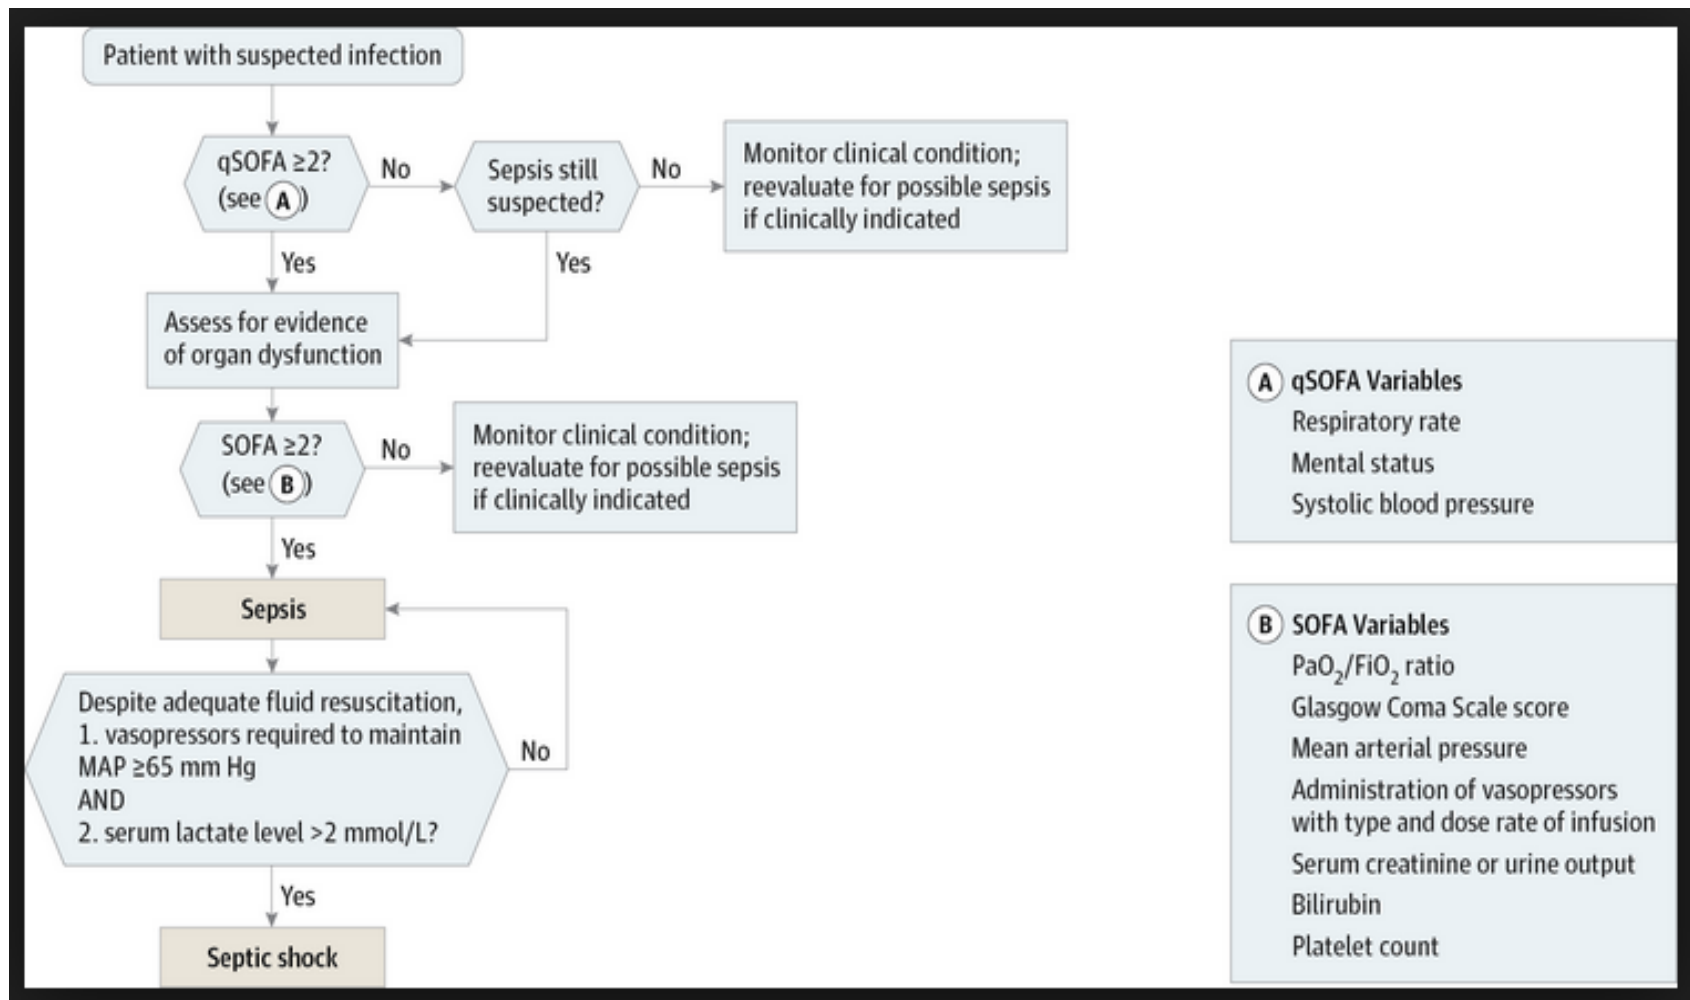 Patient with suspected infection
qSOFA ≥2?
(see A)
No
Sepsis still
suspected?
No
Monitor clinical condition;
reevaluate for possible sepsis
if clinically indicated
Yes
Yes
Assess for evidence
of organ dysfunction
SOFA ≥2?
(see B)
No
Monitor clinical condition;
reevaluate for possible sepsis
if clinically indicated
Yes
Sepsis
Despite adequate fluid resuscitation,
1. vasopressors required to maintain
MAP ≥65 mm Hg
AND
2. serum lactate level >2 mmol/L?
No
Yes
Septic shock
A qSOFA Variables
Respiratory rate
Mental status
Systolic blood pressure
B SOFA Variables
PaO₂/FiO₂ ratio
Glasgow Coma Scale score
Mean arterial pressure
Administration of vasopressors
with type and dose rate of infusion
Serum creatinine or urine output
Bilirubin
Platelet count